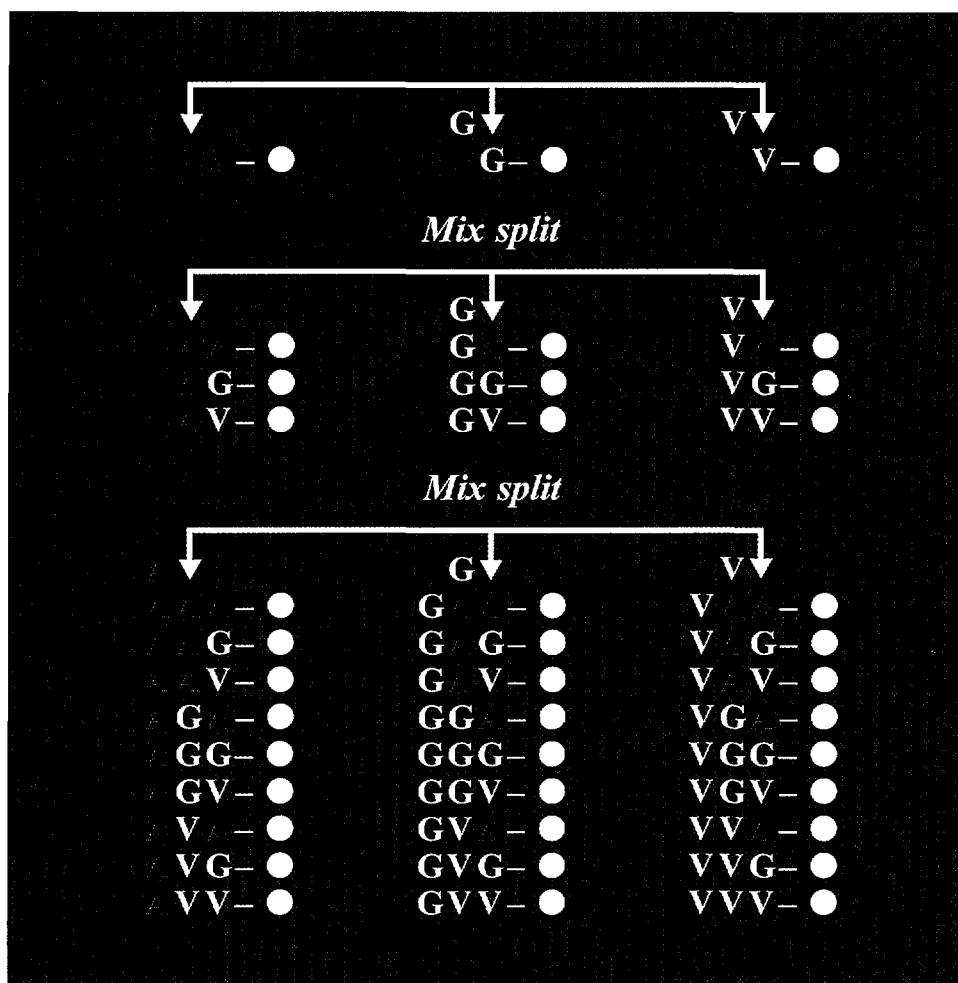 G V
– G– V–
Mix split
G V
– G – V –
G– GG– VG–
V– GV– VV–
Mix split
G V
– G – V –
G– G G– V G–
V– G V– V V–
G – GG – VG –
GG– GGG– VGG–
GV– GGV– VGV–
V – GV – VV –
VG– GVG– VVG–
VV– GVV– VVV–